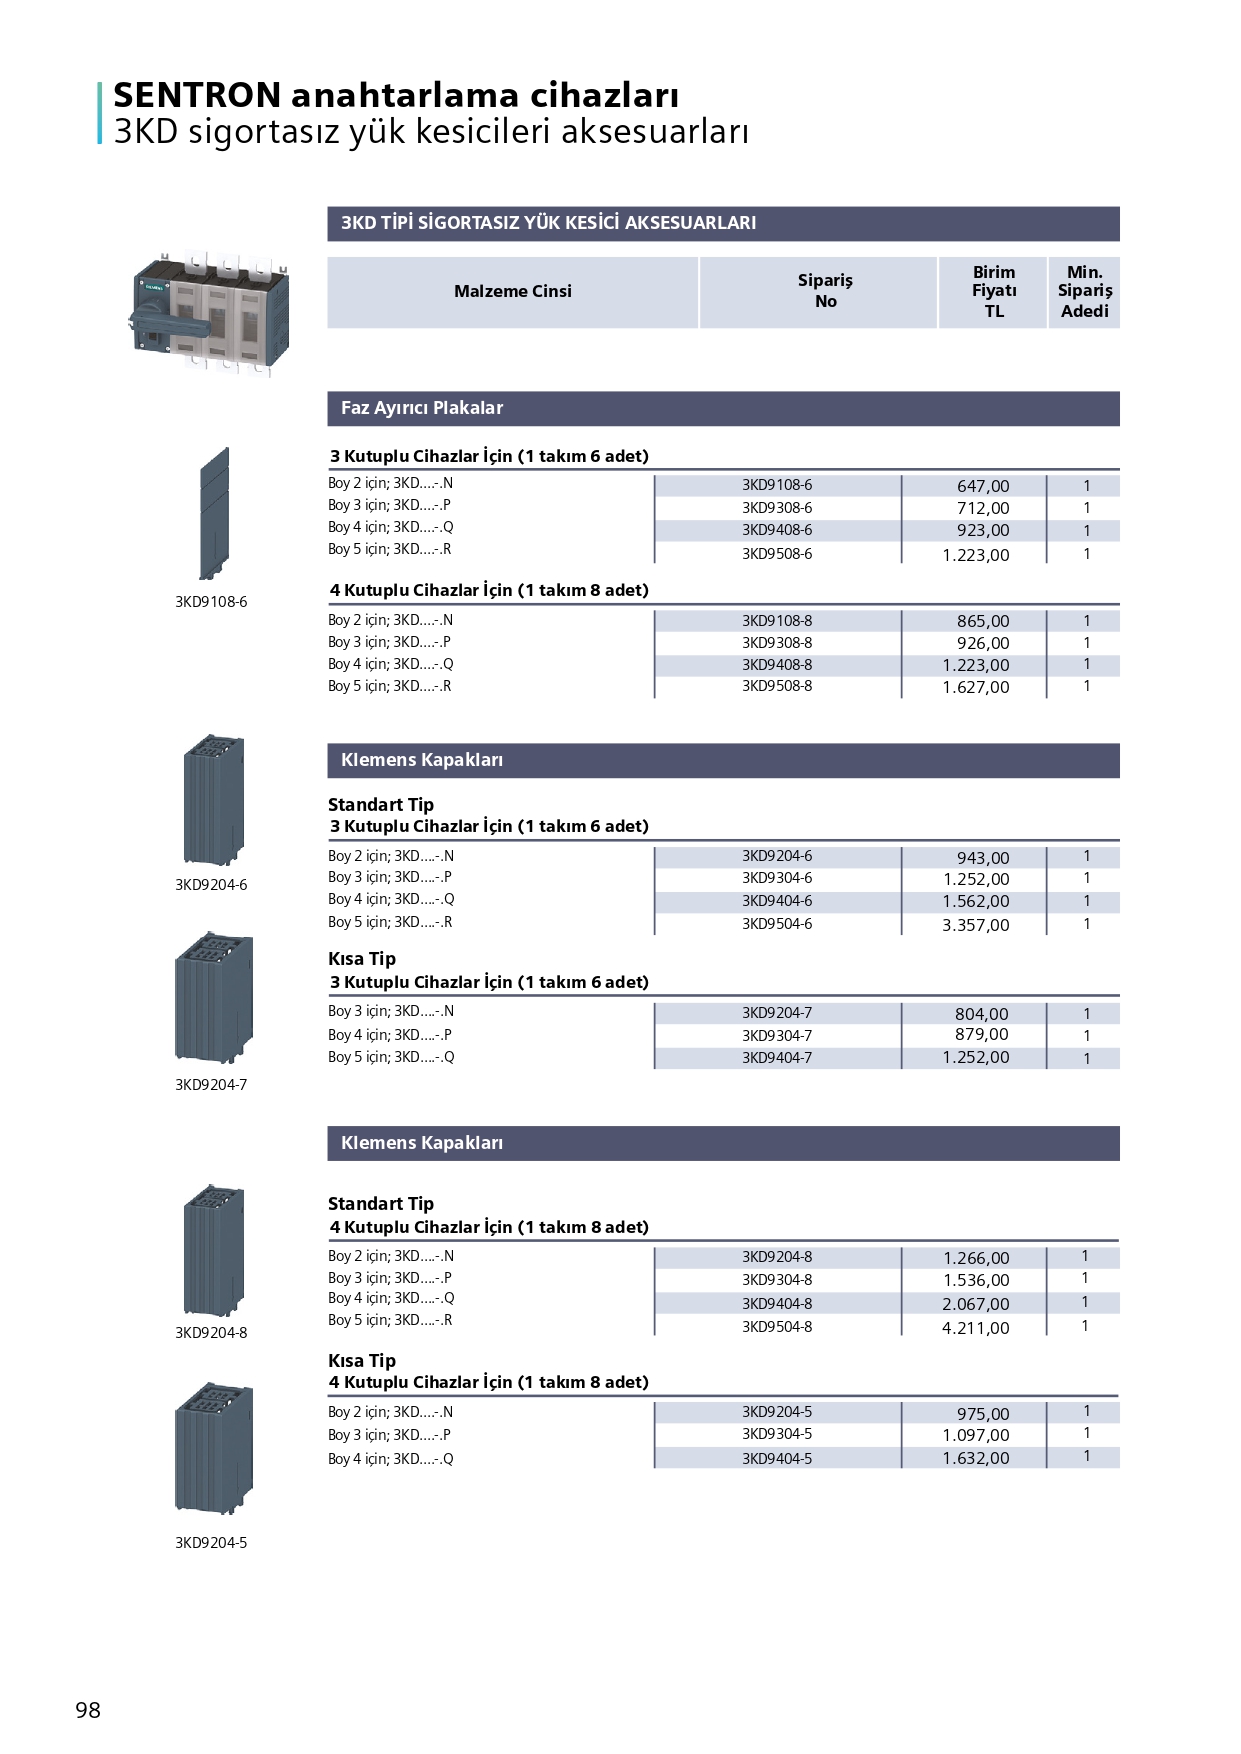 SENTRON anahtarlama cihazları
3KD sigortasız yük kesicileri aksesuarları
3KD TİPİ SİGORTASIZ YÜK KESİCİ AKSESUARLARI
Malzeme Cinsi Sipariş No Birim Fiyatı TL Min. Sipariş Adedi
SIEMENS
Faz Ayırıcı Plakalar
3 Kutuplu Cihazlar İçin (1 takım 6 adet)
Boy 2 için; 3KD....-.N 3KD9108-6 647,00 1
Boy 3 için; 3KD....-.P 3KD9308-6 712,00 1
Boy 4 için; 3KD....-.Q 3KD9408-6 923,00 1
Boy 5 için; 3KD....-.R 3KD9508-6 1.223,00 1
3KD9108-6
4 Kutuplu Cihazlar İçin (1 takım 8 adet)
Boy 2 için; 3KD....-.N 3KD9108-8 865,00 1
Boy 3 için; 3KD....-.P 3KD9308-8 926,00 1
Boy 4 için; 3KD....-.Q 3KD9408-8 1.223,00 1
Boy 5 için; 3KD....-.R 3KD9508-8 1.627,00 1
Klemens Kapakları
Standart Tip
3 Kutuplu Cihazlar İçin (1 takım 6 adet)
Boy 2 için; 3KD....-.N 3KD9204-6 943,00 1
Boy 3 için; 3KD....-.P 3KD9304-6 1.252,00 1
Boy 4 için; 3KD....-.Q 3KD9404-6 1.562,00 1
Boy 5 için; 3KD....-.R 3KD9504-6 3.357,00 1
3KD9204-6
Kısa Tip
3 Kutuplu Cihazlar İçin (1 takım 6 adet)
Boy 3 için; 3KD....-.N 3KD9204-7 804,00 1
Boy 4 için; 3KD....-.P 3KD9304-7 879,00 1
Boy 5 için; 3KD....-.Q 3KD9404-7 1.252,00 1
3KD9204-7
Klemens Kapakları
Standart Tip
4 Kutuplu Cihazlar İçin (1 takım 8 adet)
Boy 2 için; 3KD....-.N 3KD9204-8 1.266,00 1
Boy 3 için; 3KD....-.P 3KD9304-8 1.536,00 1
Boy 4 için; 3KD....-.Q 3KD9404-8 2.067,00 1
Boy 5 için; 3KD....-.R 3KD9504-8 4.211,00 1
3KD9204-8
Kısa Tip
4 Kutuplu Cihazlar İçin (1 takım 8 adet)
Boy 2 için; 3KD....-.N 3KD9204-5 975,00 1
Boy 3 için; 3KD....-.P 3KD9304-5 1.097,00 1
Boy 4 için; 3KD....-.Q 3KD9404-5 1.632,00 1
3KD9204-5
98